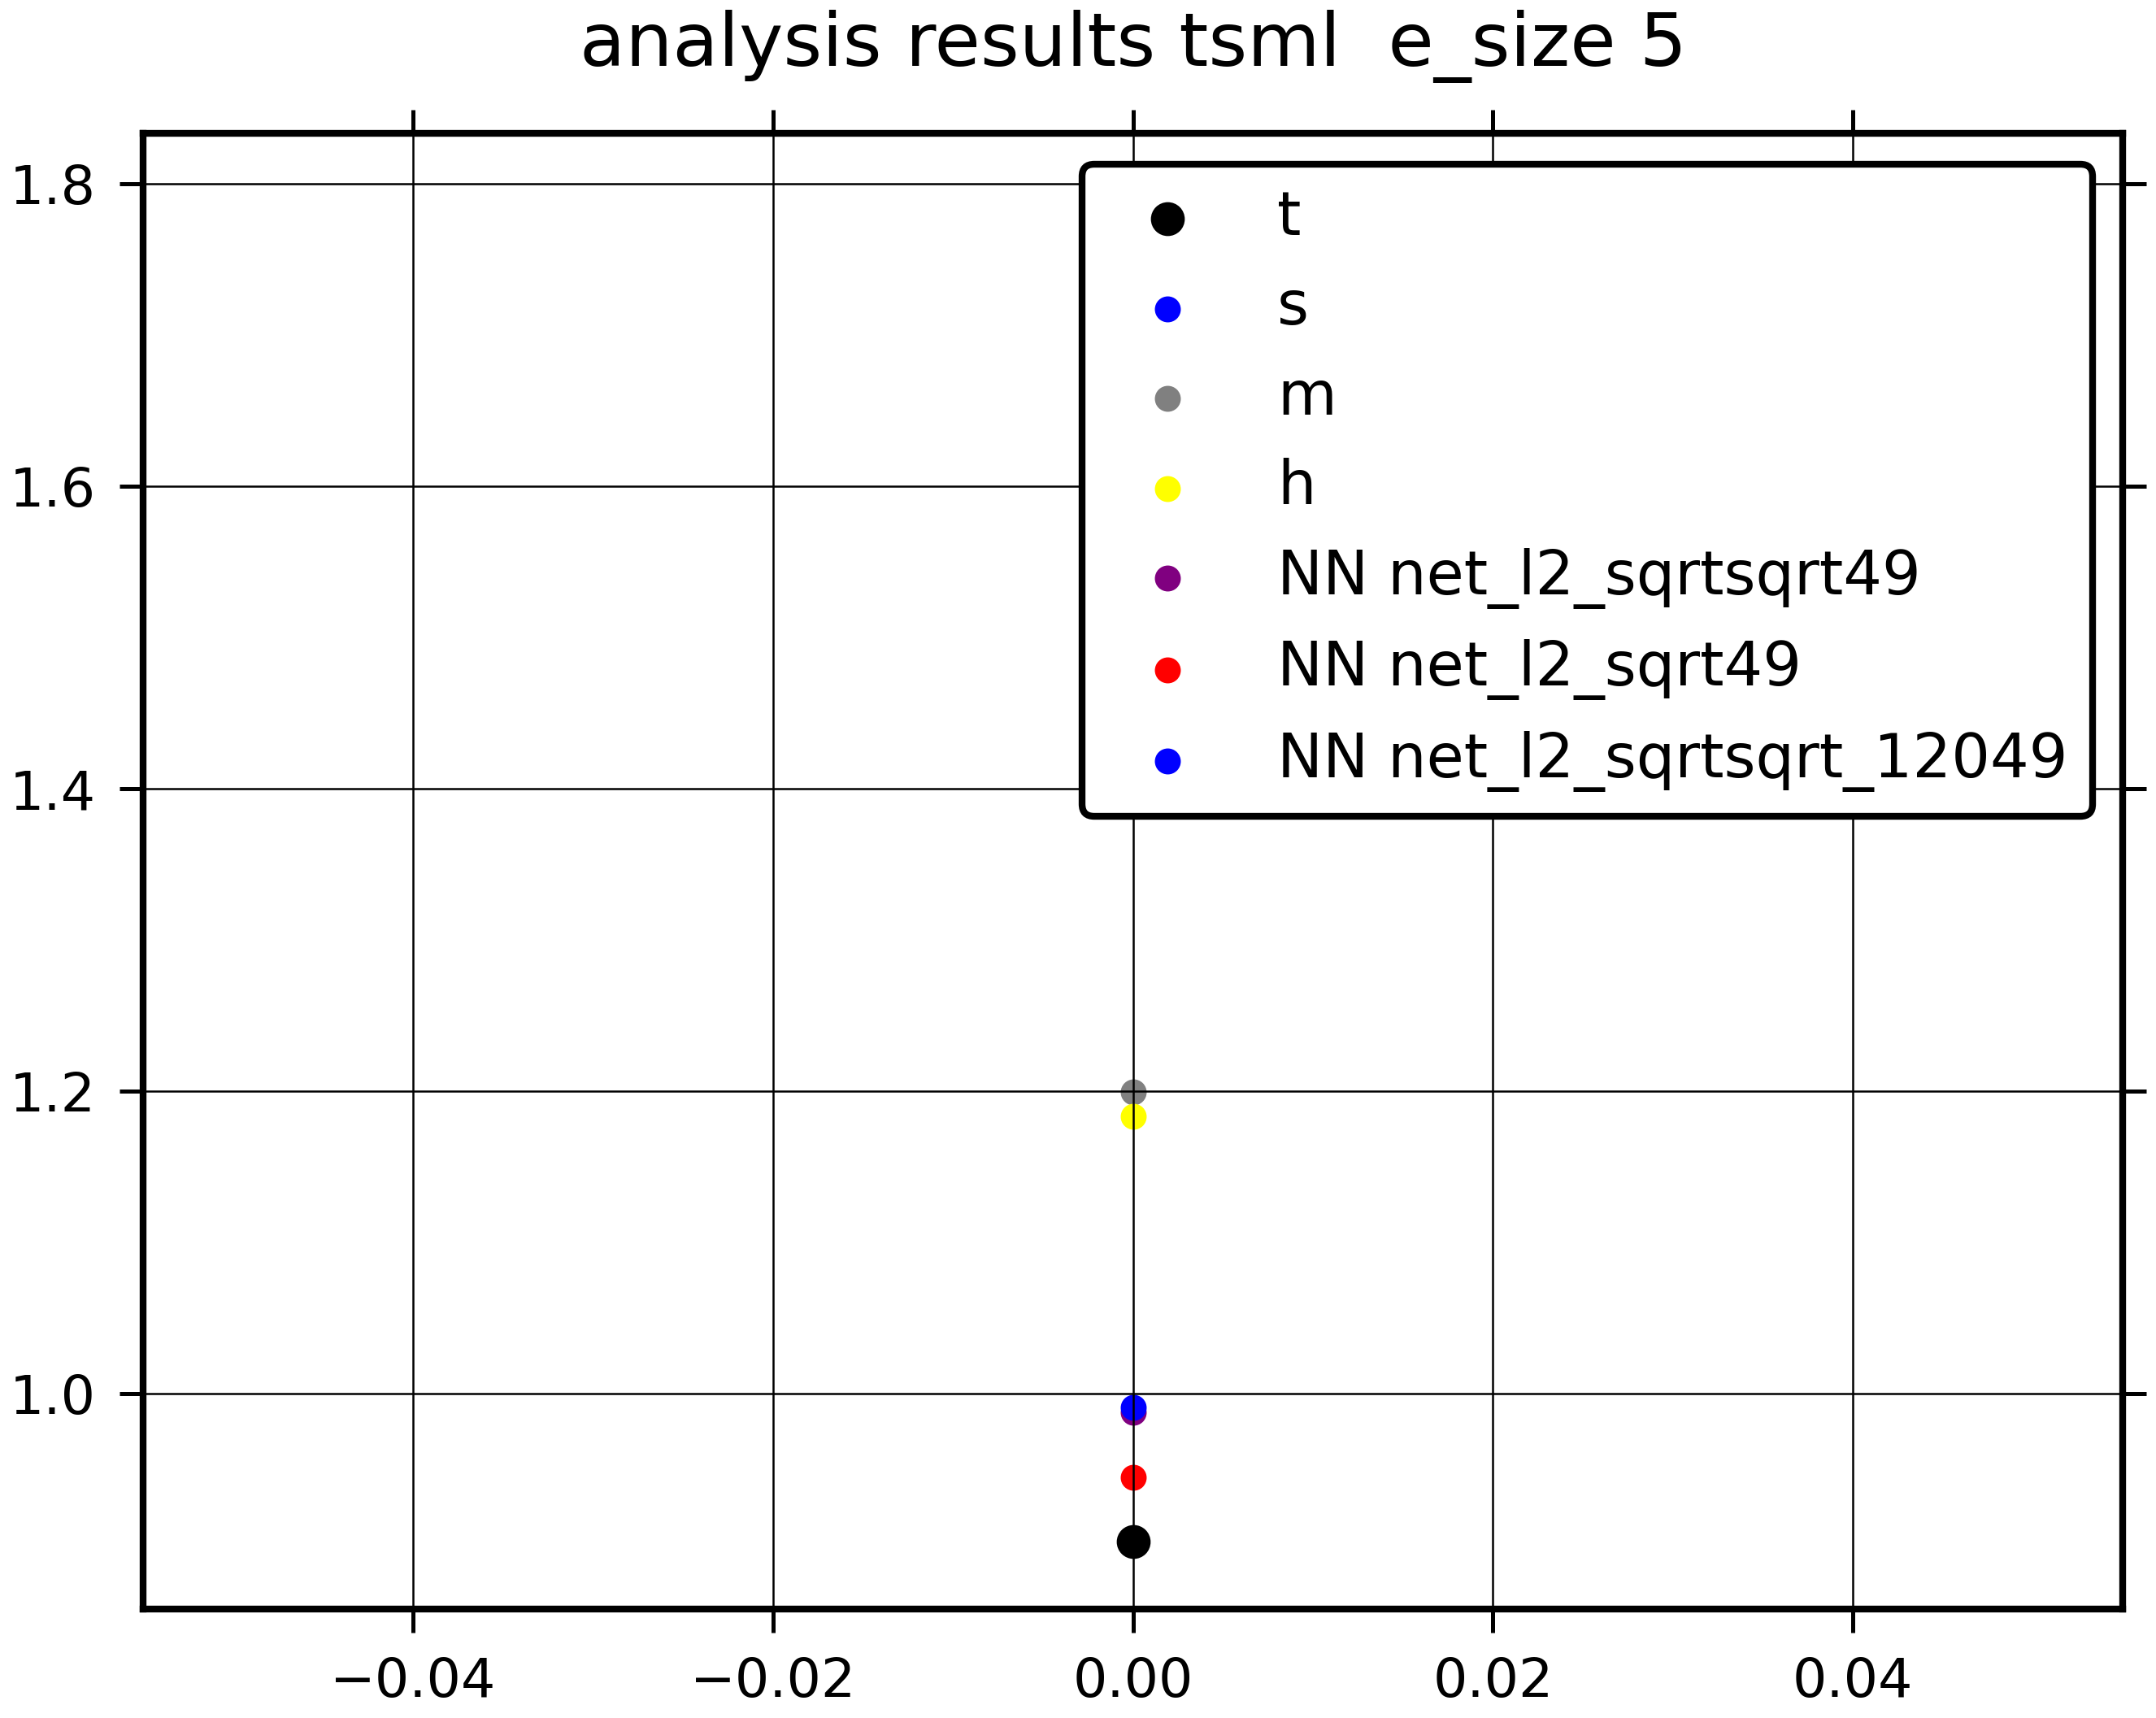 analysis results tsml  e_size 5
1.8
1.6
1.4
1.2
1.0
t
s
m
h
NN net_l2_sqrtsqrt49
NN net_l2_sqrt49
NN net_l2_sqrtsqrt_12049
−0.04 −0.02 0.00 0.02 0.04